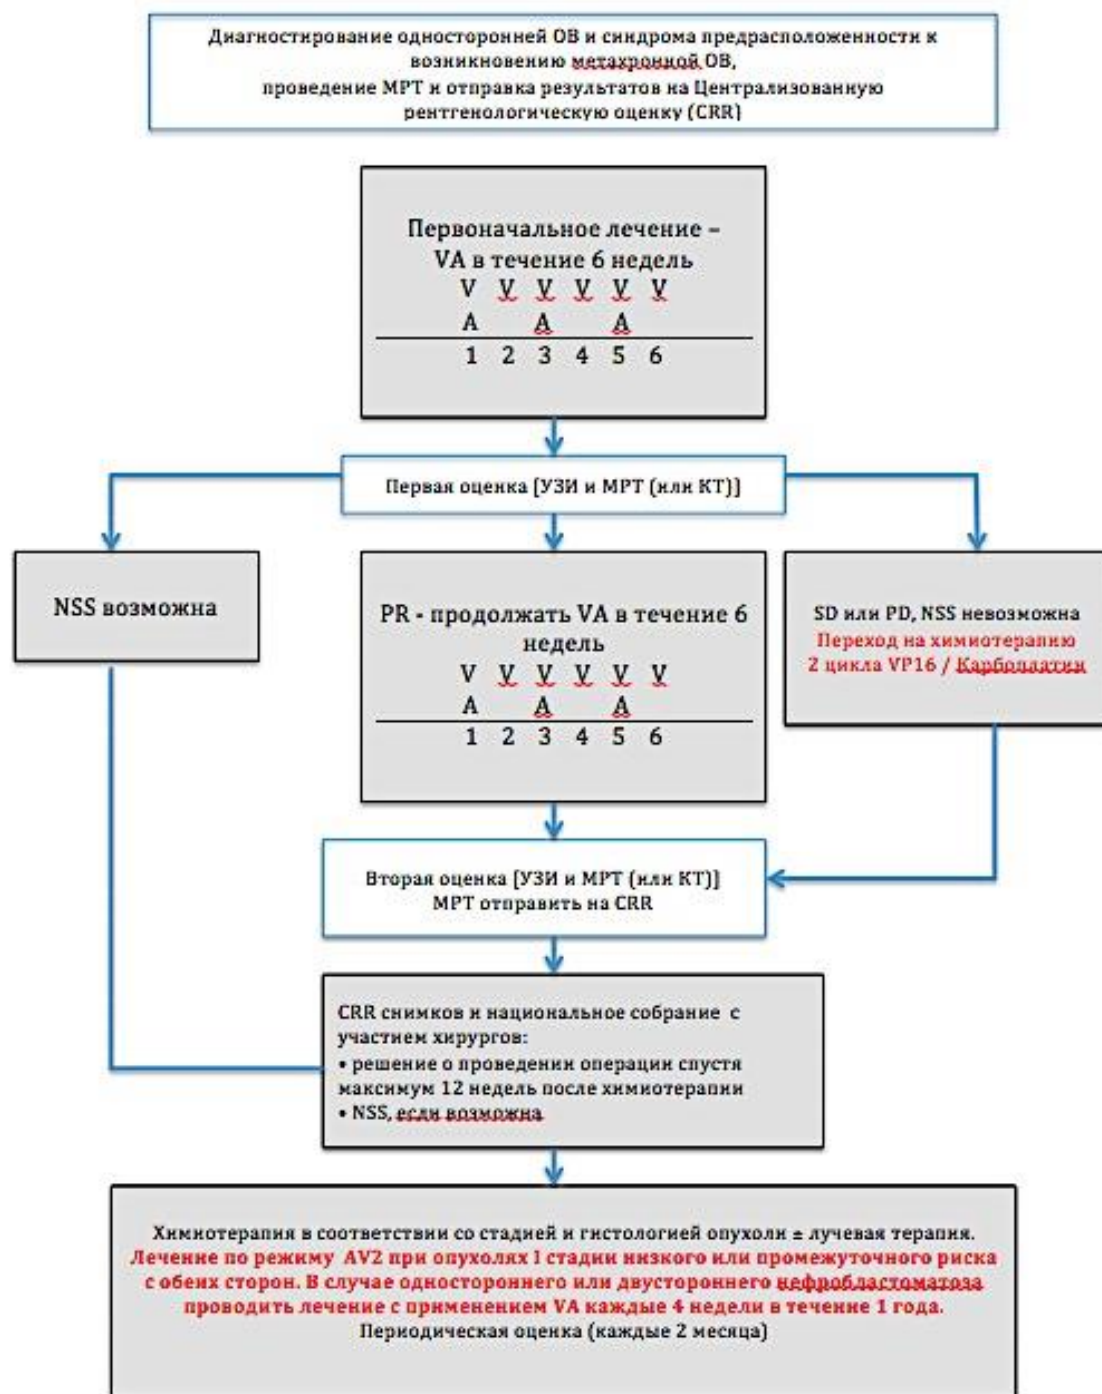 Диагностирование односторонней ОВ и синдрома предрасположенности к
возникновению метахронной ОВ,
проведение МРТ и отправка результатов на Централизованную
рентгенологическую оценку (CRR)
Первоначальное лечение –
VA в течение 6 недель
V V V V V V
A A A
1 2 3 4 5 6
Первая оценка [УЗИ и МРТ (или КТ)]
NSS возможна
PR - продолжать VA в течение 6
недель
V V V V V V
A A A
1 2 3 4 5 6
SD или PD, NSS невозможна
Переход на химиотерапию
2 цикла VP16 / Карбоплатин
Вторая оценка [УЗИ и МРТ (или КТ)]
МРТ отправить на CRR
CRR снимков и национальное собрание с
участием хирургов:
• решение о проведении операции спустя
максимум 12 недель после химиотерапии
• NSS, если возможна
Химиотерапия в соответствии со стадией и гистологией опухоли ± лучевая терапия.
Лечение по режиму AV2 при опухолях I стадии низкого или промежуточного риска
с обеих сторон. В случае одностороннего или двустороннего нефробластоматоза
проводить лечение с применением VA каждые 4 недели в течение 1 года.
Периодическая оценка (каждые 2 месяца)